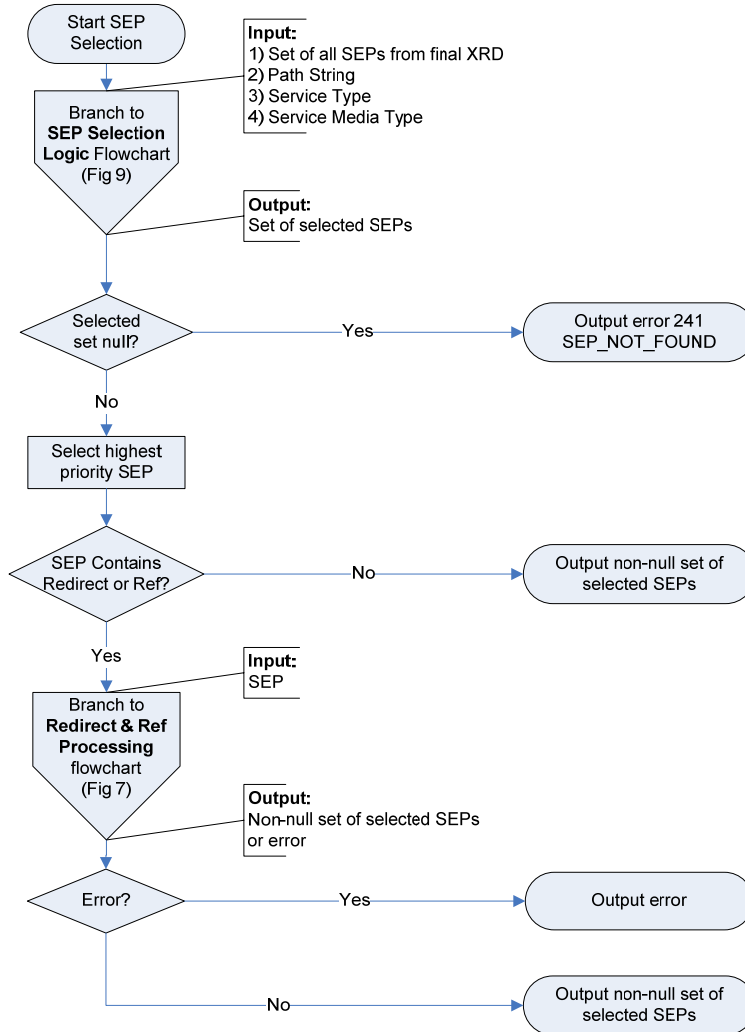 Start SEP
Selection
Input:
1) Set of all SEPs from final XRD
2) Path String
3) Service Type
4) Service Media Type
Branch to
SEP Selection
Logic Flowchart
(Fig 9)
Output:
Set of selected SEPs
Selected
set null?
Yes
Output error 241
SEP_NOT_FOUND
No
Select highest
priority SEP
SEP Contains
Redirect or Ref?
No
Output non-null set of
selected SEPs
Yes
Input:
SEP
Branch to
Redirect & Ref
Processing
flowchart
(Fig 7)
Output:
Non-null set of selected SEPs
or error
Error?
Yes
Output error
No
Output non-null set of
selected SEPs